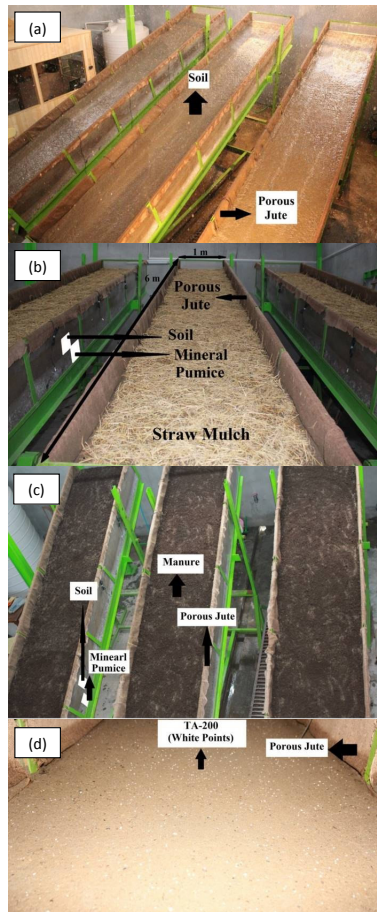 (a)
Soil
Porous
Jute
(b)
1 m
6 m
Porous
Jute
Soil
Mineral
Pumice
Straw Mulch
(c)
Soil
Manure
Porous Jute
Minearl
Pumice
(d)
TA-200
(White Points)
Porous Jute